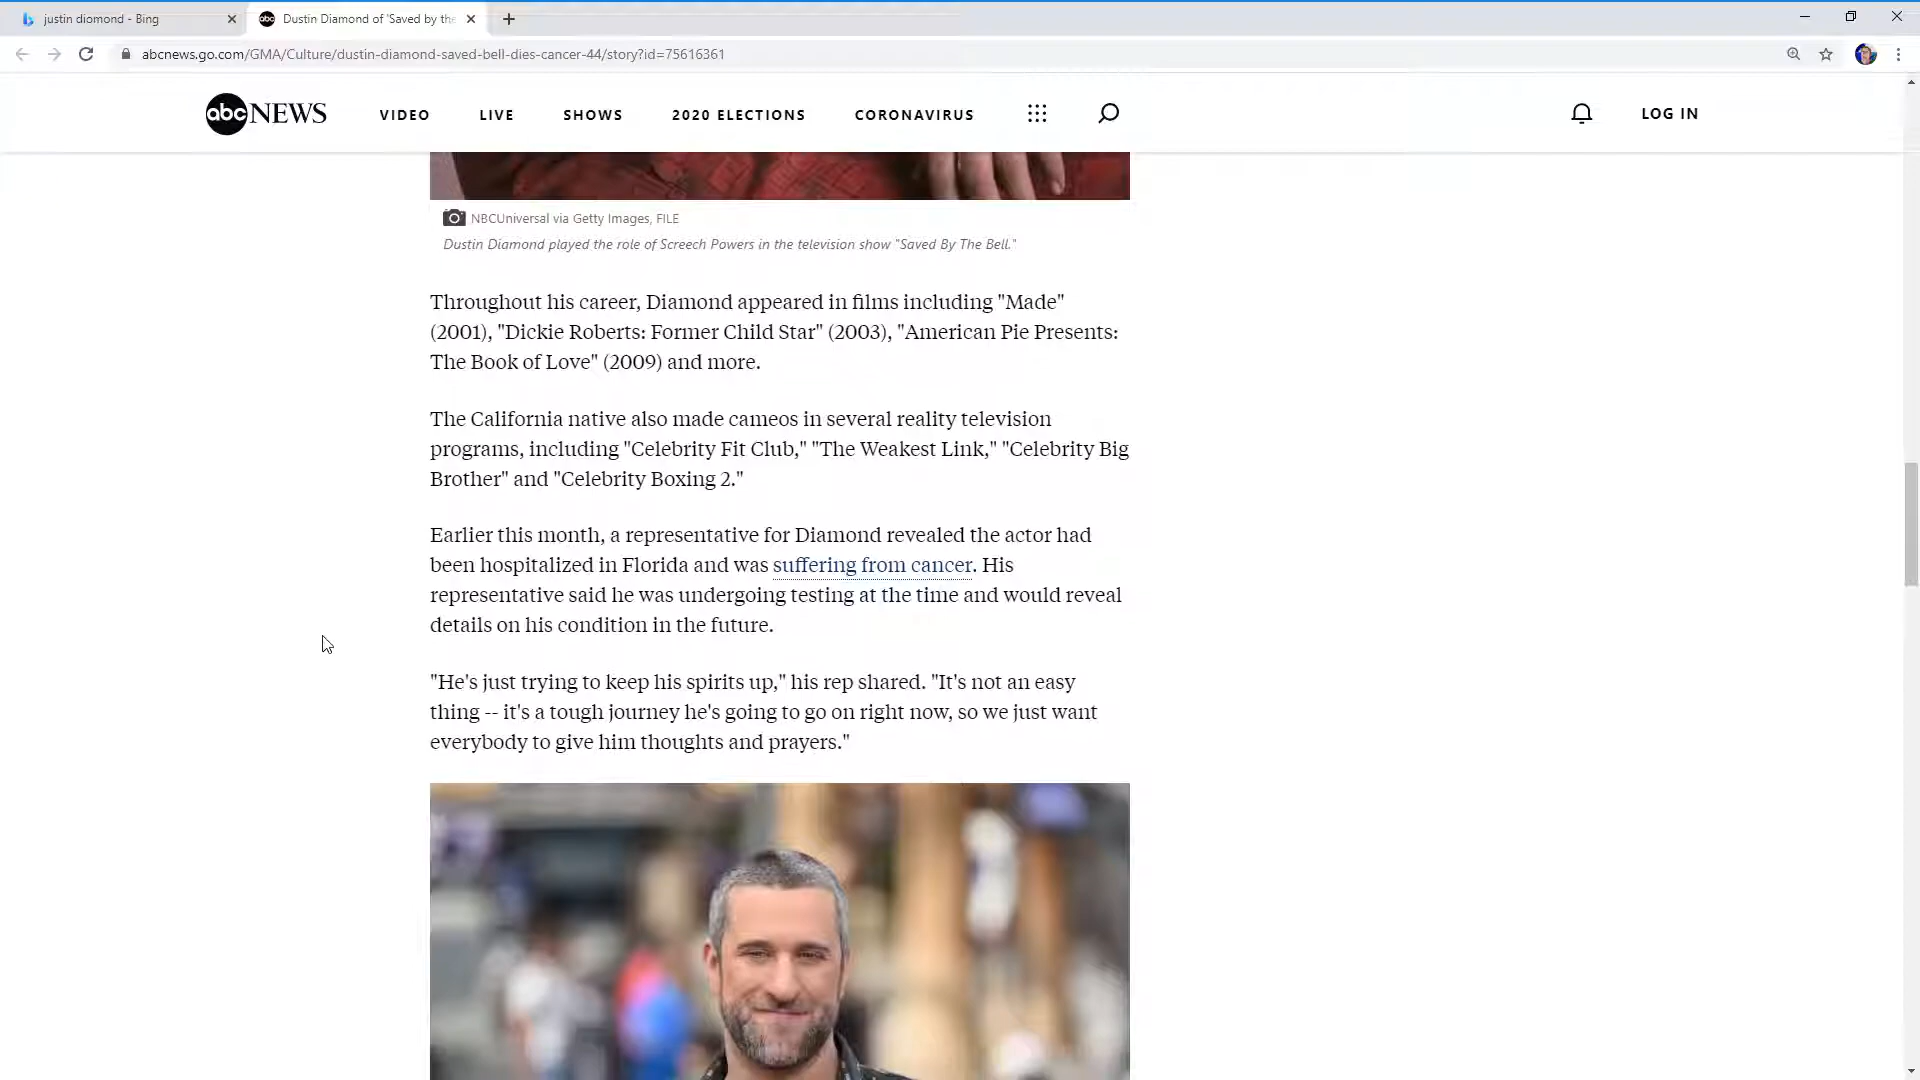 justin diomond - Bing
Dustin Diamond of 'Saved by the
abcnews.go.com/GMA/Culture/dustin-diamond-saved-bell-dies-cancer-44/story?id=75616361
abc NEWS
VIDEO
LIVE
SHOWS
2020 ELECTIONS
CORONAVIRUS
LOG IN
NBCUniversal via Getty Images, FILE
Dustin Diamond played the role of Screech Powers in the television show "Saved By The Bell."
Throughout his career, Diamond appeared in films including "Made"
(2001), "Dickie Roberts: Former Child Star" (2003), "American Pie Presents:
The Book of Love" (2009) and more.
The California native also made cameos in several reality television
programs, including "Celebrity Fit Club," "The Weakest Link," "Celebrity Big
Brother" and "Celebrity Boxing 2."
Earlier this month, a representative for Diamond revealed the actor had
been hospitalized in Florida and was suffering from cancer. His
representative said he was undergoing testing at the time and would reveal
details on his condition in the future.
"He's just trying to keep his spirits up," his rep shared. "It's not an easy
thing -- it's a tough journey he's going to go on right now, so we just want
everybody to give him thoughts and prayers."